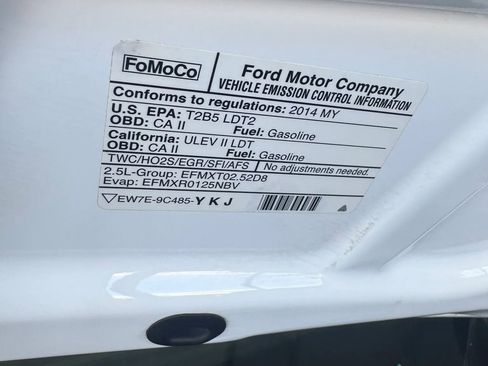 FoMoCo
Ford Motor Company
VEHICLE EMISSION CONTROL INFORMATION
Conforms to regulations: 2014 MY
U.S. EPA: T2B5 LDT2
OBD: CA II Fuel: Gasoline
California: ULEV II LDT
OBD: CA II Fuel: Gasoline
TWC/HO2S/EGR/SFI/AFS No adjustments needed.
2.5L-Group: EFMXT02.52D8
Evap: EFMXR0125NBV
EW7E-9C485-YKJ